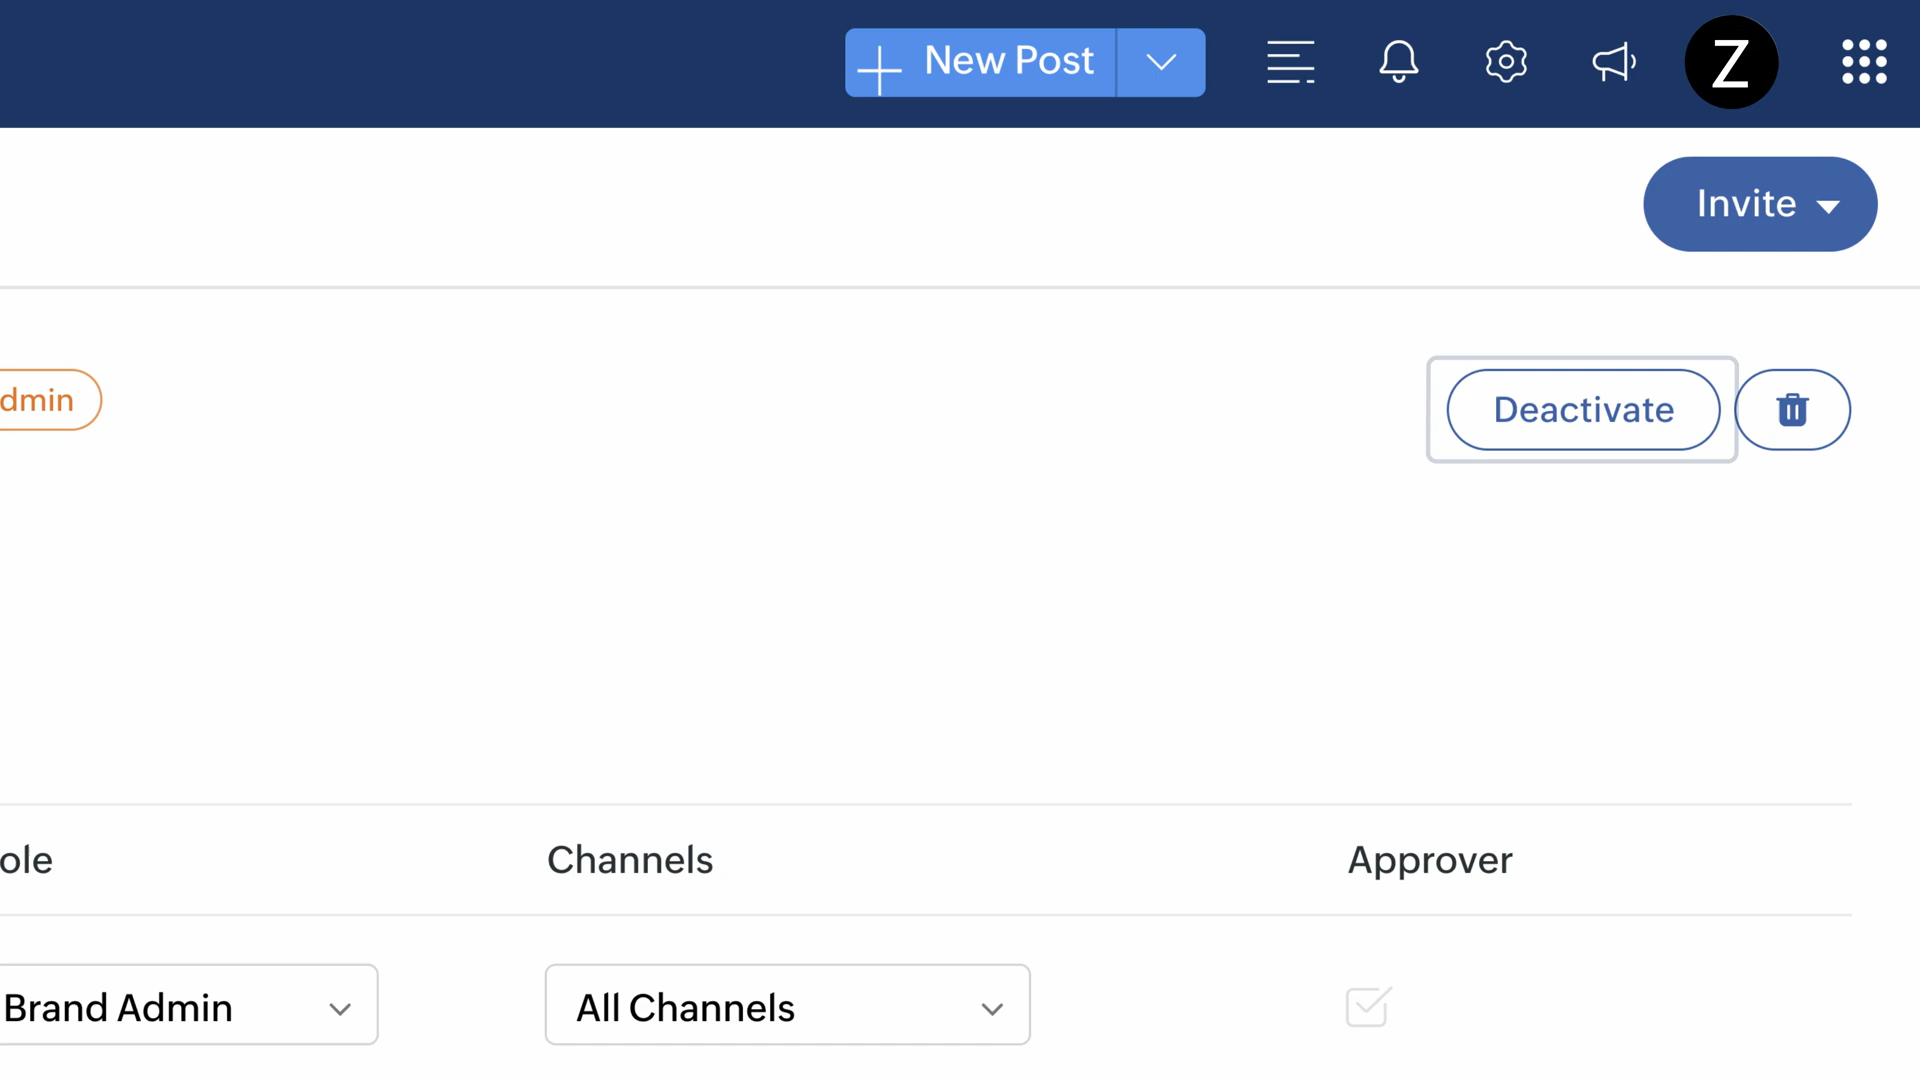 New Post
Z
Invite
dmin
Deactivate
ole
Channels
Approver
Brand Admin
All Channels